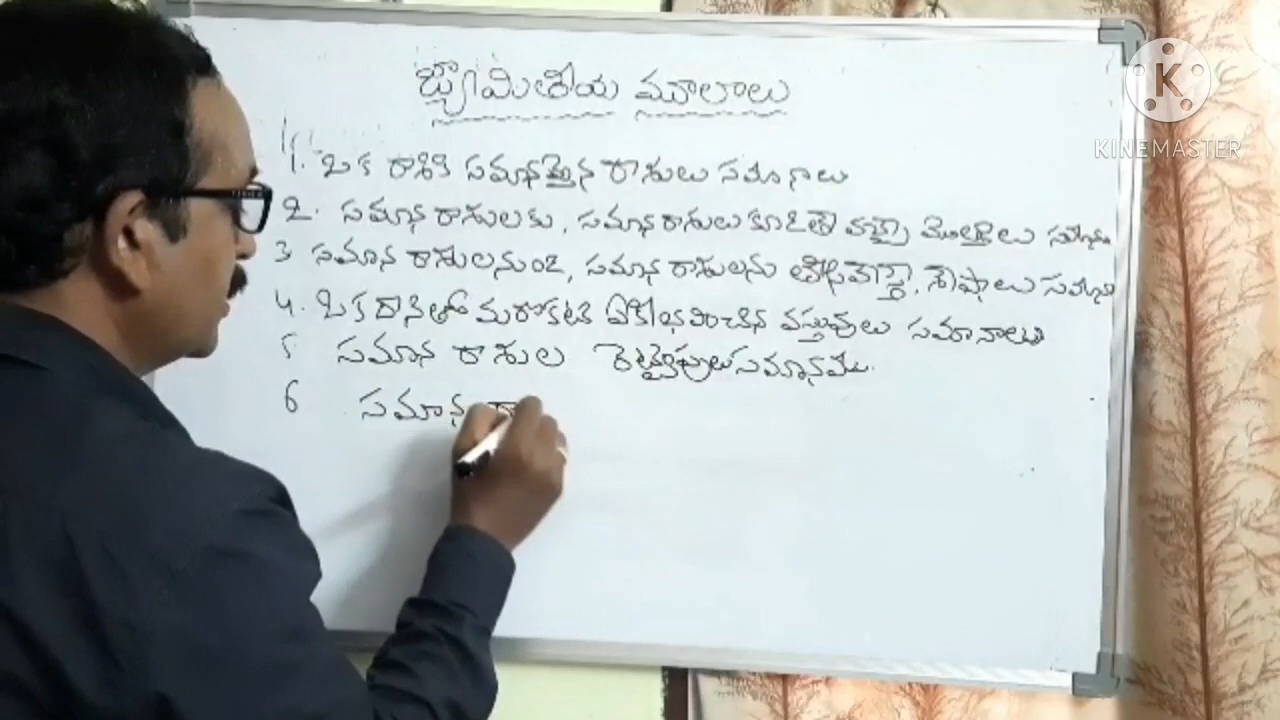 జ్యామితీయ మూలాలు
1. ఒక రాశికి సమానమైన రాశులు సమానాలు
2. సమాన రాశులకు, సమాన రాశులు కూడితే వచ్చే మొత్తాలు సమానం
3 సమాన రాశులనుండి, సమాన రాశులను తీసివేస్తే, శేషాలు సమానం
4. ఒక రాశితో మరొకటి ఏకీభవించిన వస్తువులు సమానాలు
5 సమాన రాశుల రెట్టింపులు సమానము.
6 సమాన రా
K
KINEMASTER